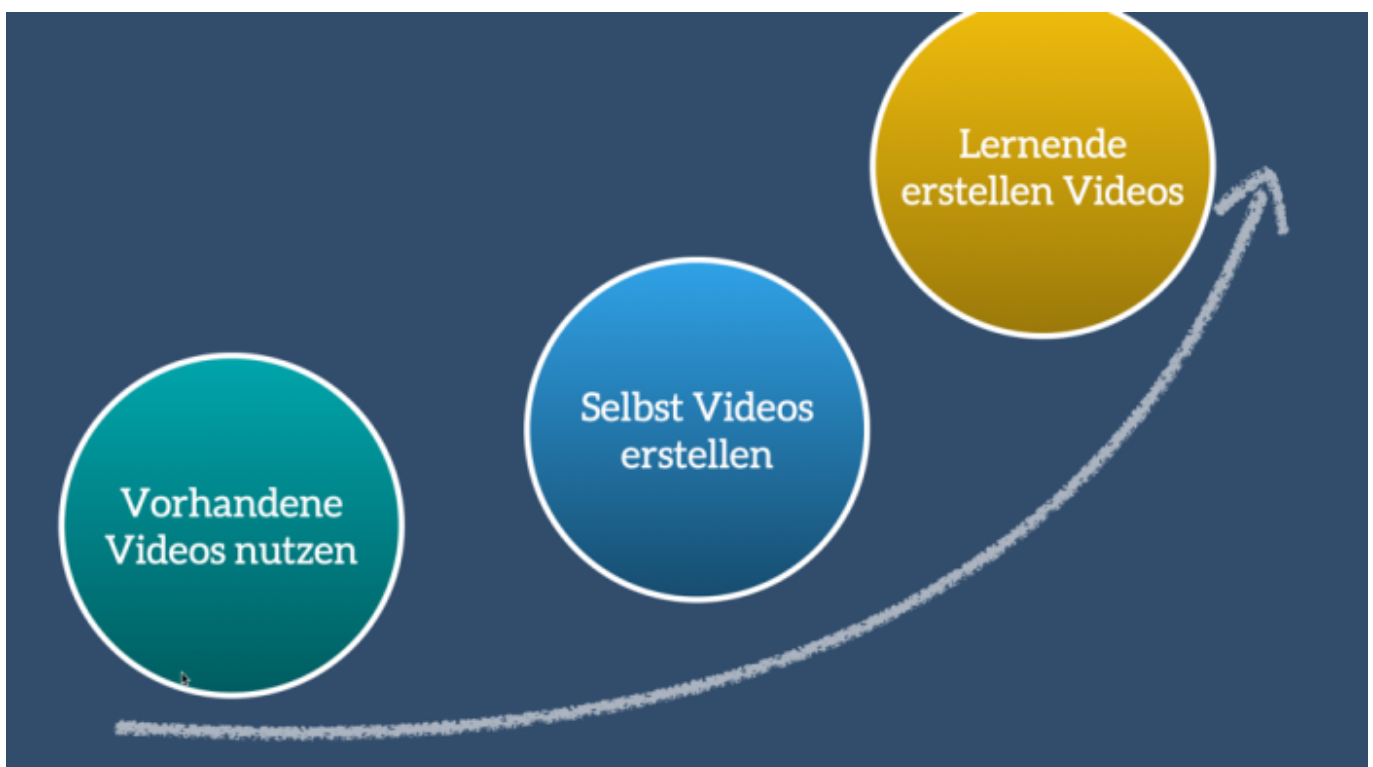 Vorhandene
Videos nutzen
Selbst Videos
erstellen
Lernende
erstellen Videos